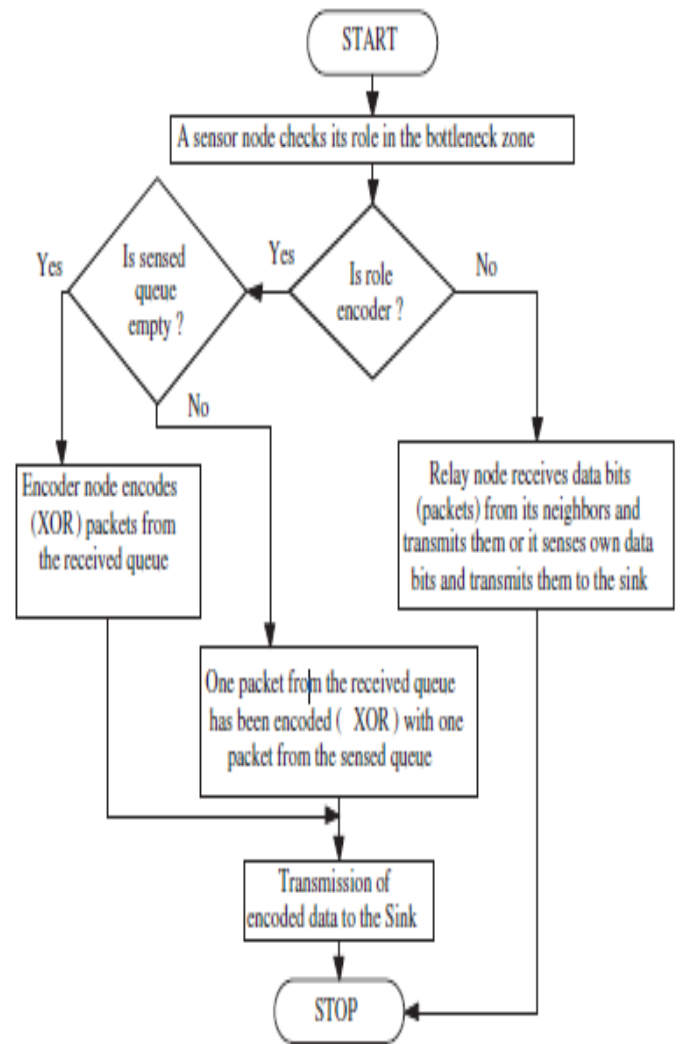 START
A sensor node checks its role in the bottleneck zone
Is role
encoder ?
Yes
No
Is sensed
queue
empty ?
Yes
No
Encoder node encodes
(XOR) packets from
the received queue
Relay node receives data bits
(packets) from its neighbors and
transmits them or it senses own data
bits and transmits them to the sink
One packet from the received queue
has been encoded ( XOR ) with one
packet from the sensed queue
Transmission of
encoded data to the Sink
STOP